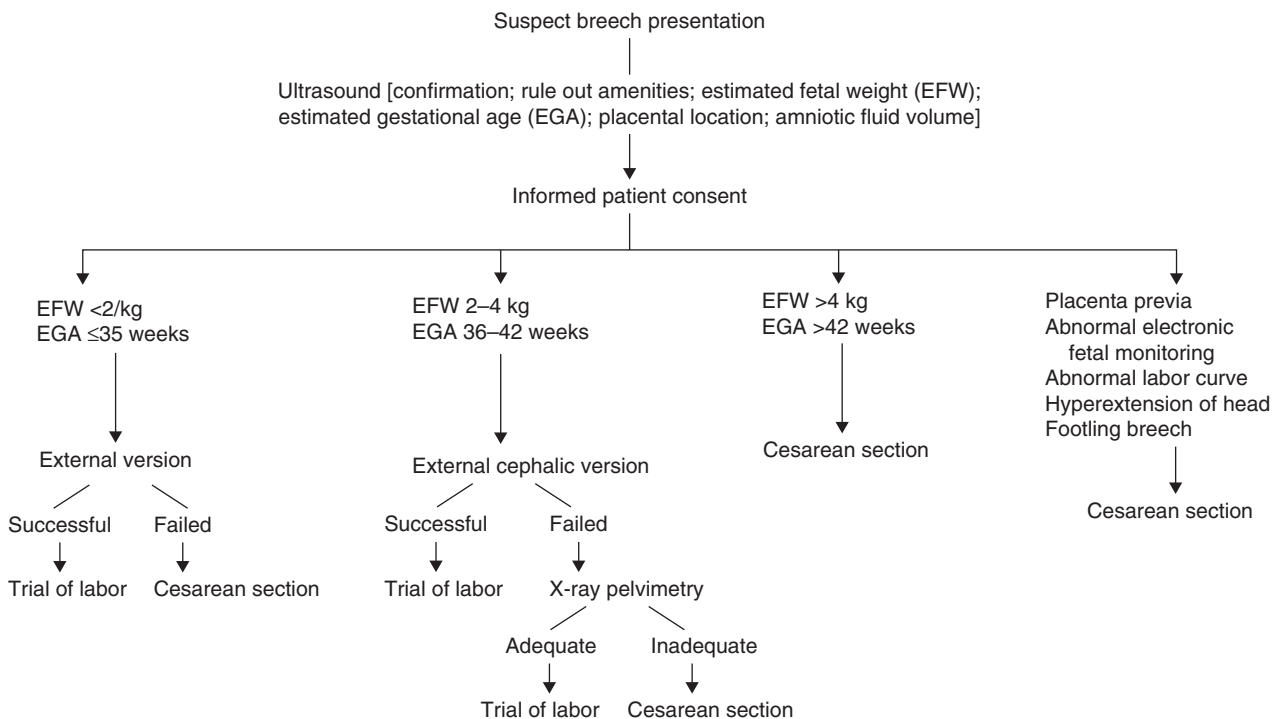 Suspect breech presentation
Ultrasound [confirmation; rule out amenities; estimated fetal weight (EFW);
estimated gestational age (EGA); placental location; amniotic fluid volume]
Informed patient consent
EFW <2/kg
EGA ≤35 weeks
External version
Successful
Failed
Trial of labor
Cesarean section
EFW 2–4 kg
EGA 36–42 weeks
External cephalic version
Successful
Failed
Trial of labor
X-ray pelvimetry
Adequate
Inadequate
Trial of labor
Cesarean section
EFW >4 kg
EGA >42 weeks
Cesarean section
Placenta previa
Abnormal electronic
fetal monitoring
Abnormal labor curve
Hyperextension of head
Footling breech
Cesarean section